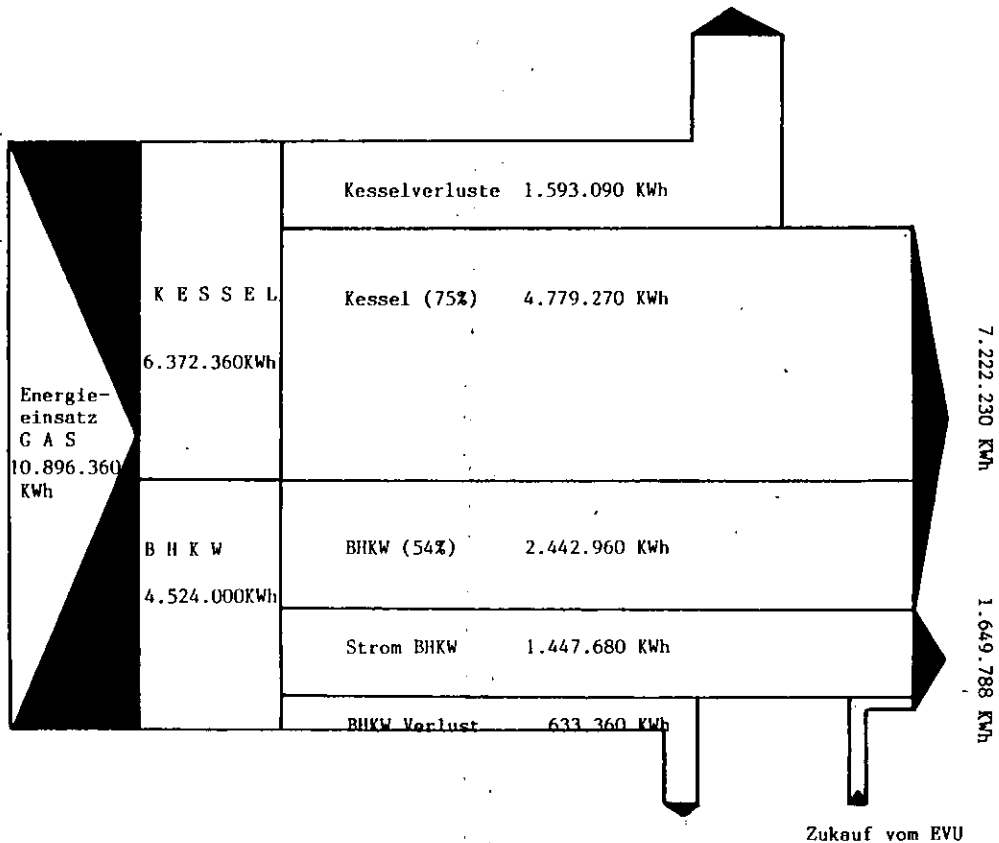 Kesselverluste 1.593.090 KWh
K E S S E L
Kessel (75%) 4.779.270 KWh
6.372.360KWh
7.222.230 KWh
Energie-
einsatz
G A S
10.896.360
KWh
B H K W
BHKW (54%) 2.442.960 KWh
4.524.000KWh
Strom BHKW 1.447.680 KWh
1.649.788 KWh
BHKW Verlust 633.360 KWh
Zukauf vom EVU